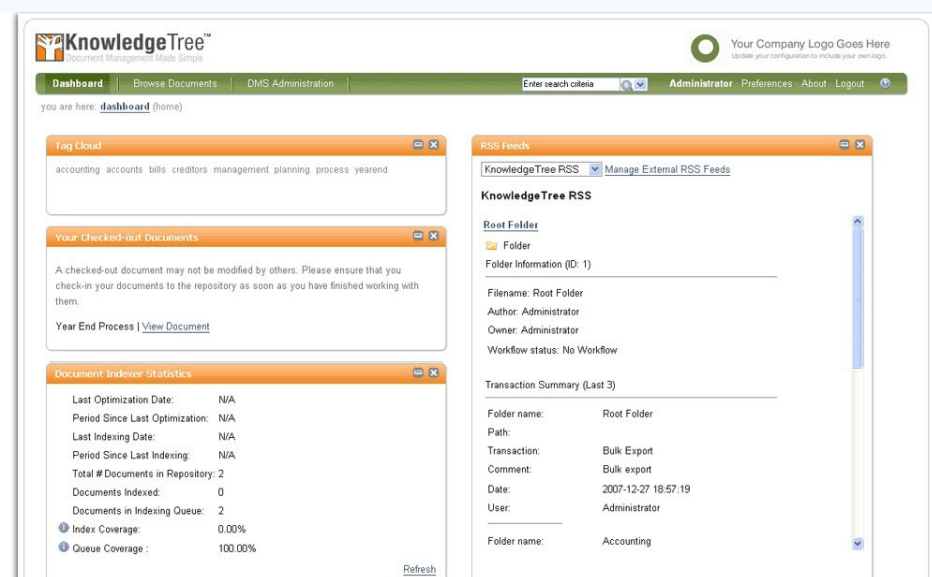 KnowledgeTree™
Document Management Made Simple
Your Company Logo Goes Here
Update your configuration to include your own logo.
Dashboard Browse Documents DMS Administration
Enter search criteria
Administrator · Preferences · About · Logout
you are here: dashboard (home)
Tag Cloud
accounting accounts bills creditors management planning process yearend
Your Checked-out Documents
A checked-out document may not be modified by others. Please ensure that you
check-in your documents to the repository as soon as you have finished working with
them.
Year End Process | View Document
Document Indexer Statistics
Last Optimization Date: N/A
Period Since Last Optimization: N/A
Last Indexing Date: N/A
Period Since Last Indexing: N/A
Total # Documents in Repository: 2
Documents Indexed: 0
Documents in Indexing Queue: 2
Index Coverage: 0.00%
Queue Coverage : 100.00%
Refresh
RSS Feeds
KnowledgeTree RSS Manage External RSS Feeds
KnowledgeTree RSS
Root Folder
Folder
Folder Information (ID: 1)
Filename: Root Folder
Author: Administrator
Owner: Administrator
Workflow status: No Workflow
Transaction Summary (Last 3)
Folder name: Root Folder
Path:
Transaction: Bulk Export
Comment: Bulk export
Date: 2007-12-27 18:57:19
User: Administrator
Folder name: Accounting